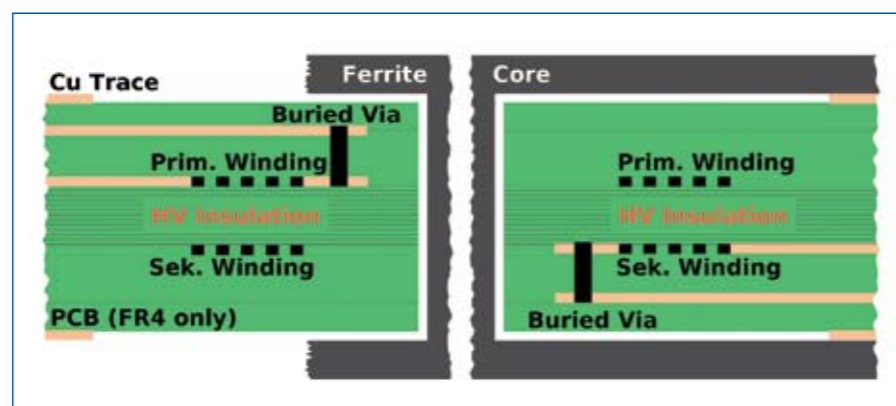 Cu Trace
Ferrite
Core
Buried Via
Prim. Winding
Prim. Winding
HV Insulation
HV Insulation
Sek. Winding
Sek. Winding
PCB (FR4 only)
Buried Via